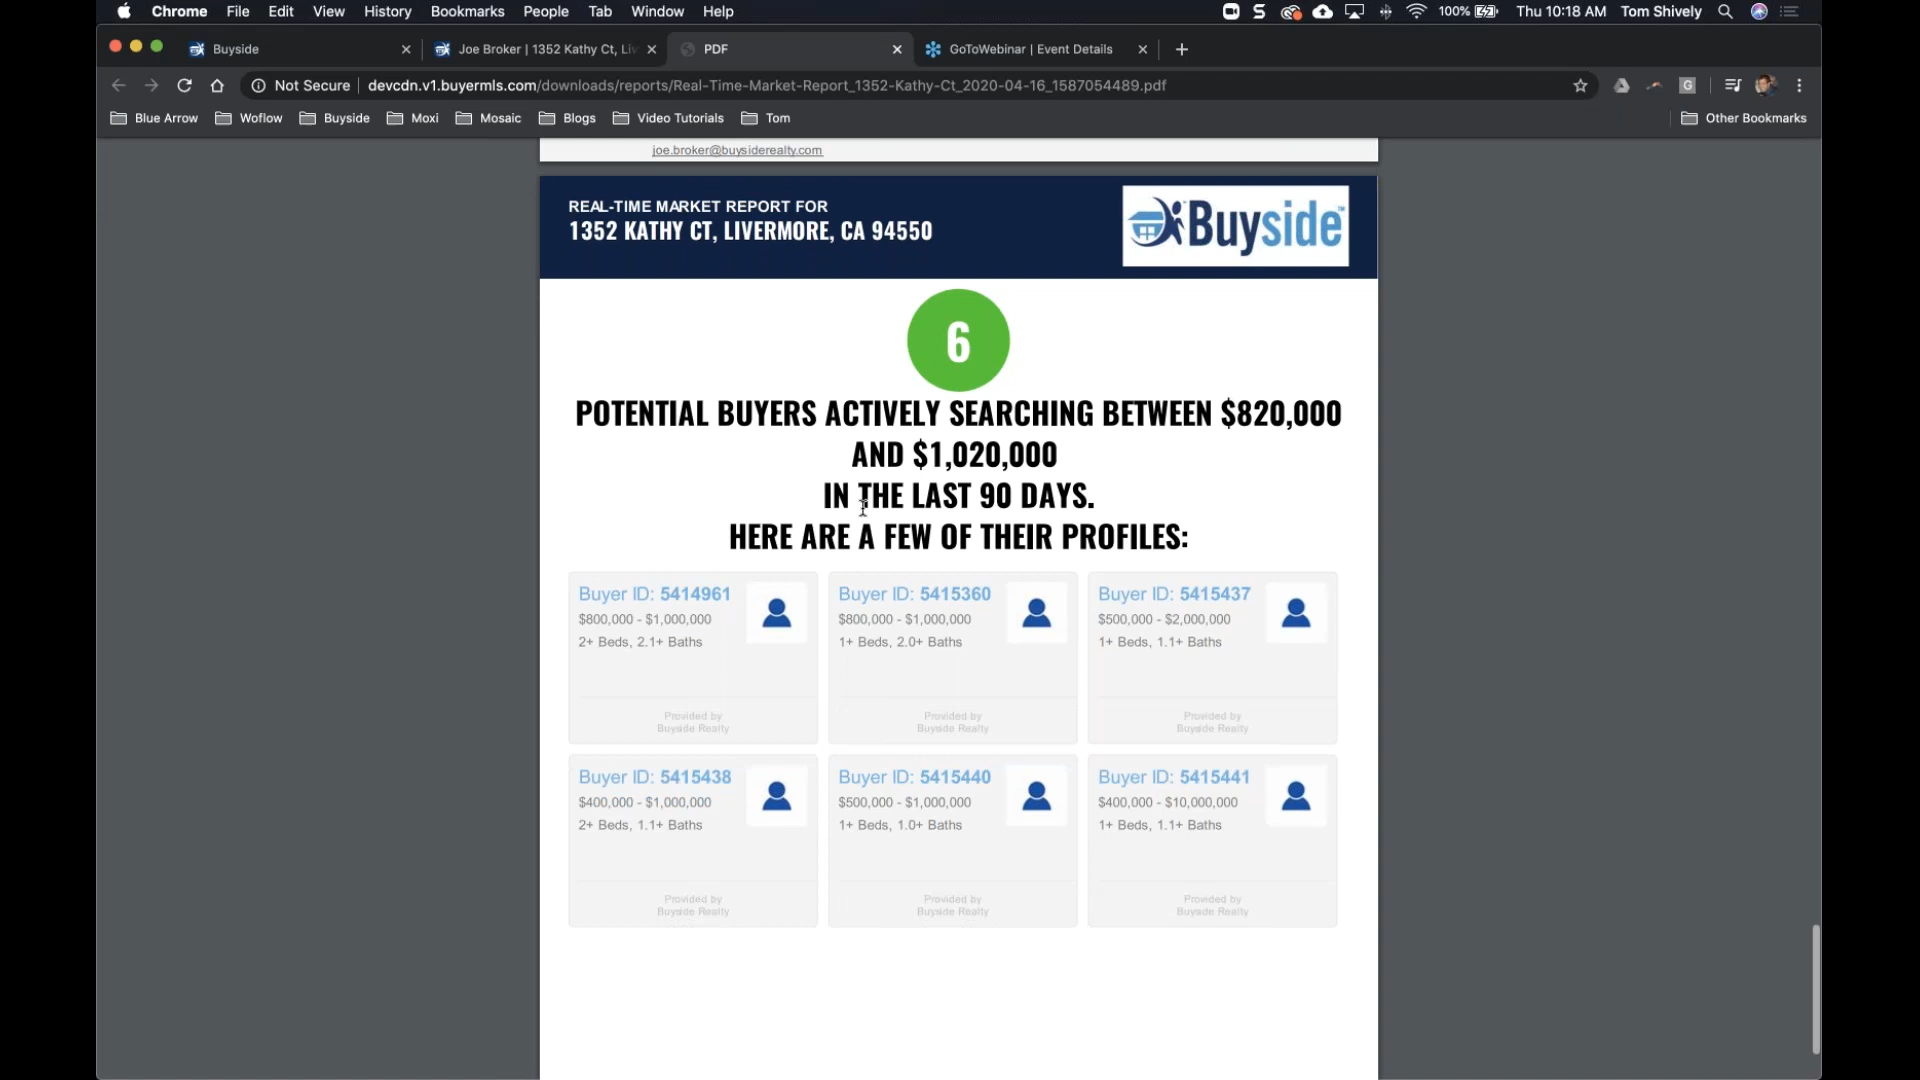 Chrome File Edit View History Bookmarks People Tab Window Help 100% Thu 10:18 AM Tom Shively
Buyside Joe Broker | 1352 Kathy Ct, Liv PDF GoToWebinar | Event Details
Not Secure devcdn.v1.buyermls.com/downloads/reports/Real-Time-Market-Report_1352-Kathy-Ct_2020-04-16_1587054489.pdf
Blue Arrow Woflow Buyside Moxi Mosaic Blogs Video Tutorials Tom Other Bookmarks
joe.broker@buysiderealty.com
REAL-TIME MARKET REPORT FOR
1352 KATHY CT, LIVERMORE, CA 94550
Buyside™
6
POTENTIAL BUYERS ACTIVELY SEARCHING BETWEEN $820,000
AND $1,020,000
IN THE LAST 90 DAYS.
HERE ARE A FEW OF THEIR PROFILES:
Buyer ID: 5414961
$800,000 - $1,000,000
2+ Beds, 2.1+ Baths
Provided by
Buyside Realty
Buyer ID: 5415360
$800,000 - $1,000,000
1+ Beds, 2.0+ Baths
Provided by
Buyside Realty
Buyer ID: 5415437
$500,000 - $2,000,000
1+ Beds, 1.1+ Baths
Provided by
Buyside Realty
Buyer ID: 5415438
$400,000 - $1,000,000
2+ Beds, 1.1+ Baths
Provided by
Buyside Realty
Buyer ID: 5415440
$500,000 - $1,000,000
1+ Beds, 1.0+ Baths
Provided by
Buyside Realty
Buyer ID: 5415441
$400,000 - $10,000,000
1+ Beds, 1.1+ Baths
Provided by
Buyside Realty